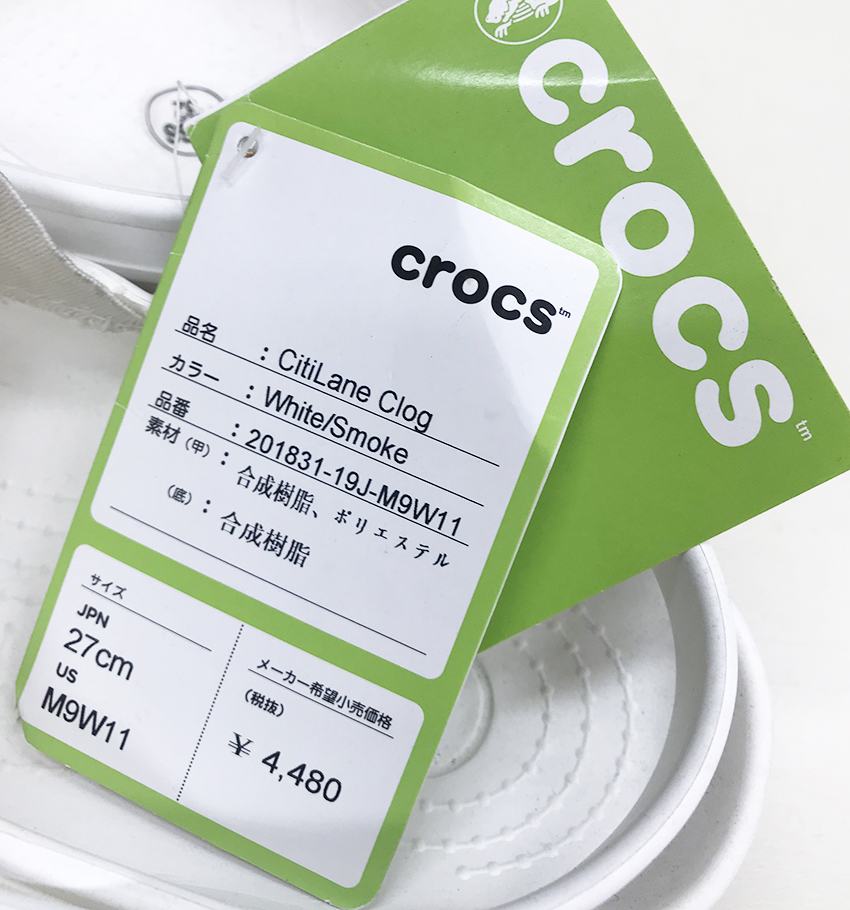 crocs™
crocs™
品名 : CitiLane Clog
カラー : White/Smoke
品番 : 201831-19J-M9W11
素材(甲) : 合成樹脂、ポリエステル
(底) : 合成樹脂
サイズ
JPN
27cm
US
M9W11
メーカー希望小売価格
(税抜)
¥ 4,480